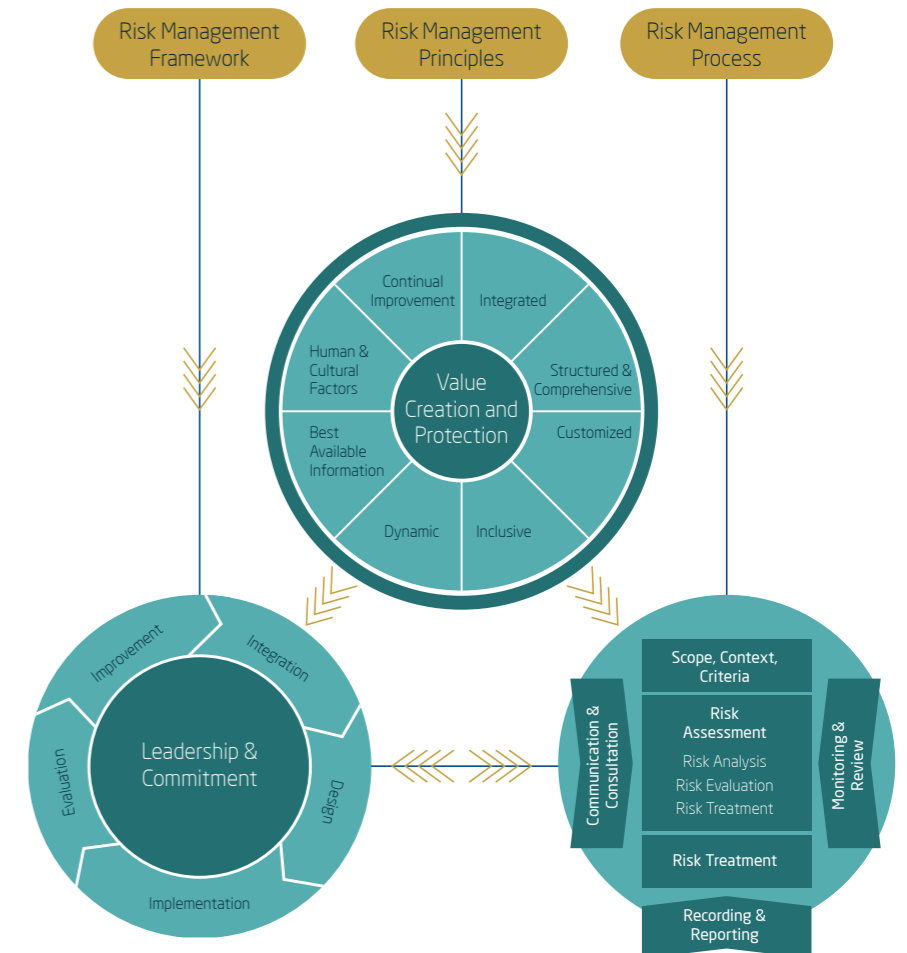 Risk Management
Framework
Risk Management
Principles
Risk Management
Process
Continual
Improvement
Integrated
Human &
Cultural
Factors
Structured &
Comprehensive
Value
Creation and
Protection
Best
Available
Information
Customized
Dynamic
Inclusive
Improvement
Integration
Evaluation
Leadership &
Commitment
Design
Implementation
Scope, Context,
Criteria
Communication &
Consultation
Risk
Assessment
Risk Analysis
Risk Evaluation
Risk Treatment
Monitoring &
Review
Risk Treatment
Recording &
Reporting